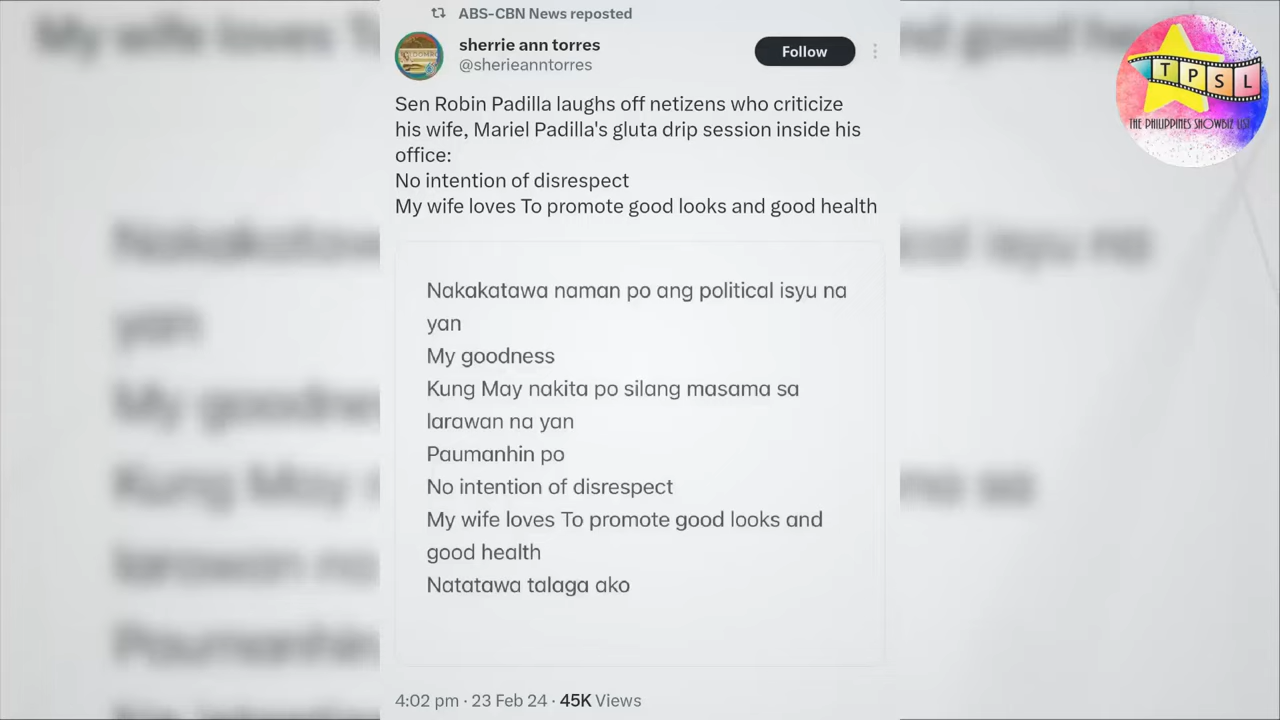 ABS-CBN News reposted
sherrie ann torres
@sherieanntorres
Follow
Sen Robin Padilla laughs off netizens who criticize
his wife, Mariel Padilla's gluta drip session inside his
office:
No intention of disrespect
My wife loves To promote good looks and good health
Nakakatawa naman po ang political isyu na
yan
My goodness
Kung May nakita po silang masama sa
larawan na yan
Paumanhin po
No intention of disrespect
My wife loves To promote good looks and
good health
Natatawa talaga ako
4:02 pm · 23 Feb 24 · 45K Views
TPSL
THE PHILIPPINES SHOWBIZ LIST